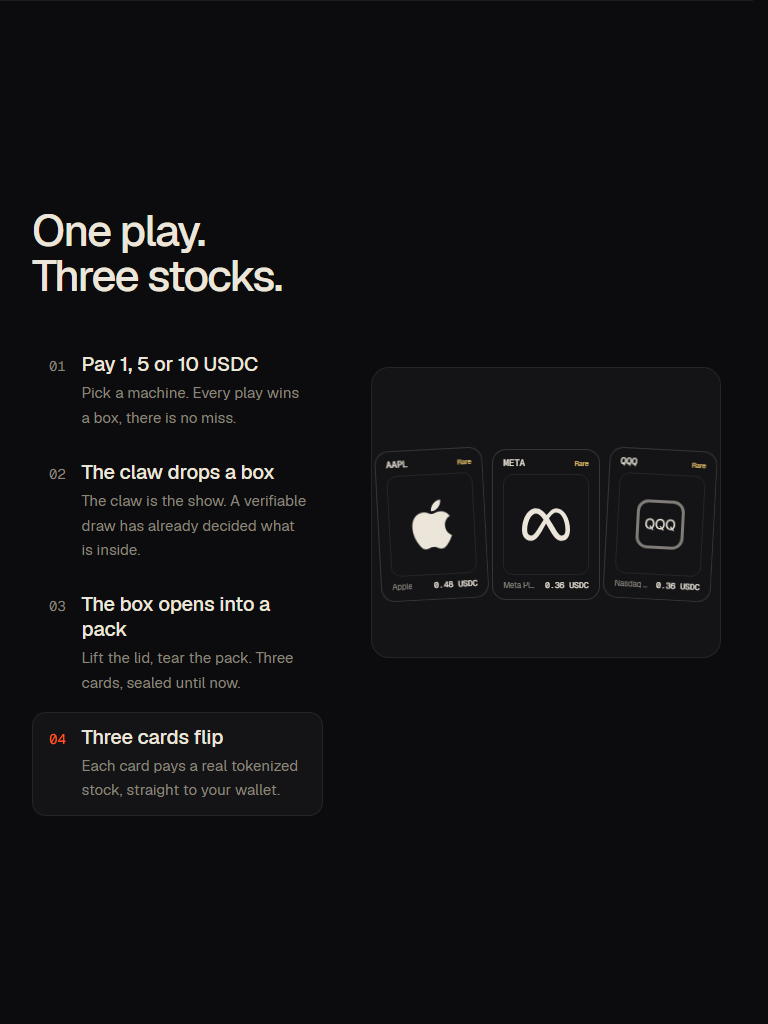 One play.
Three stocks.
01
Pay 1, 5 or 10 USDC
Pick a machine. Every play wins
a box, there is no miss.
02
The claw drops a box
The claw is the show. A verifiable
draw has already decided what
is inside.
03
The box opens into a
pack
Lift the lid, tear the pack. Three
cards, sealed until now.
04
Three cards flip
Each card pays a real tokenized
stock, straight to your wallet.
AAPL Rare
Apple 0.48 USDC
META Rare
Meta Pl… 0.36 USDC
QQQ Rare
QQQ
Nasdaq … 0.36 USDC